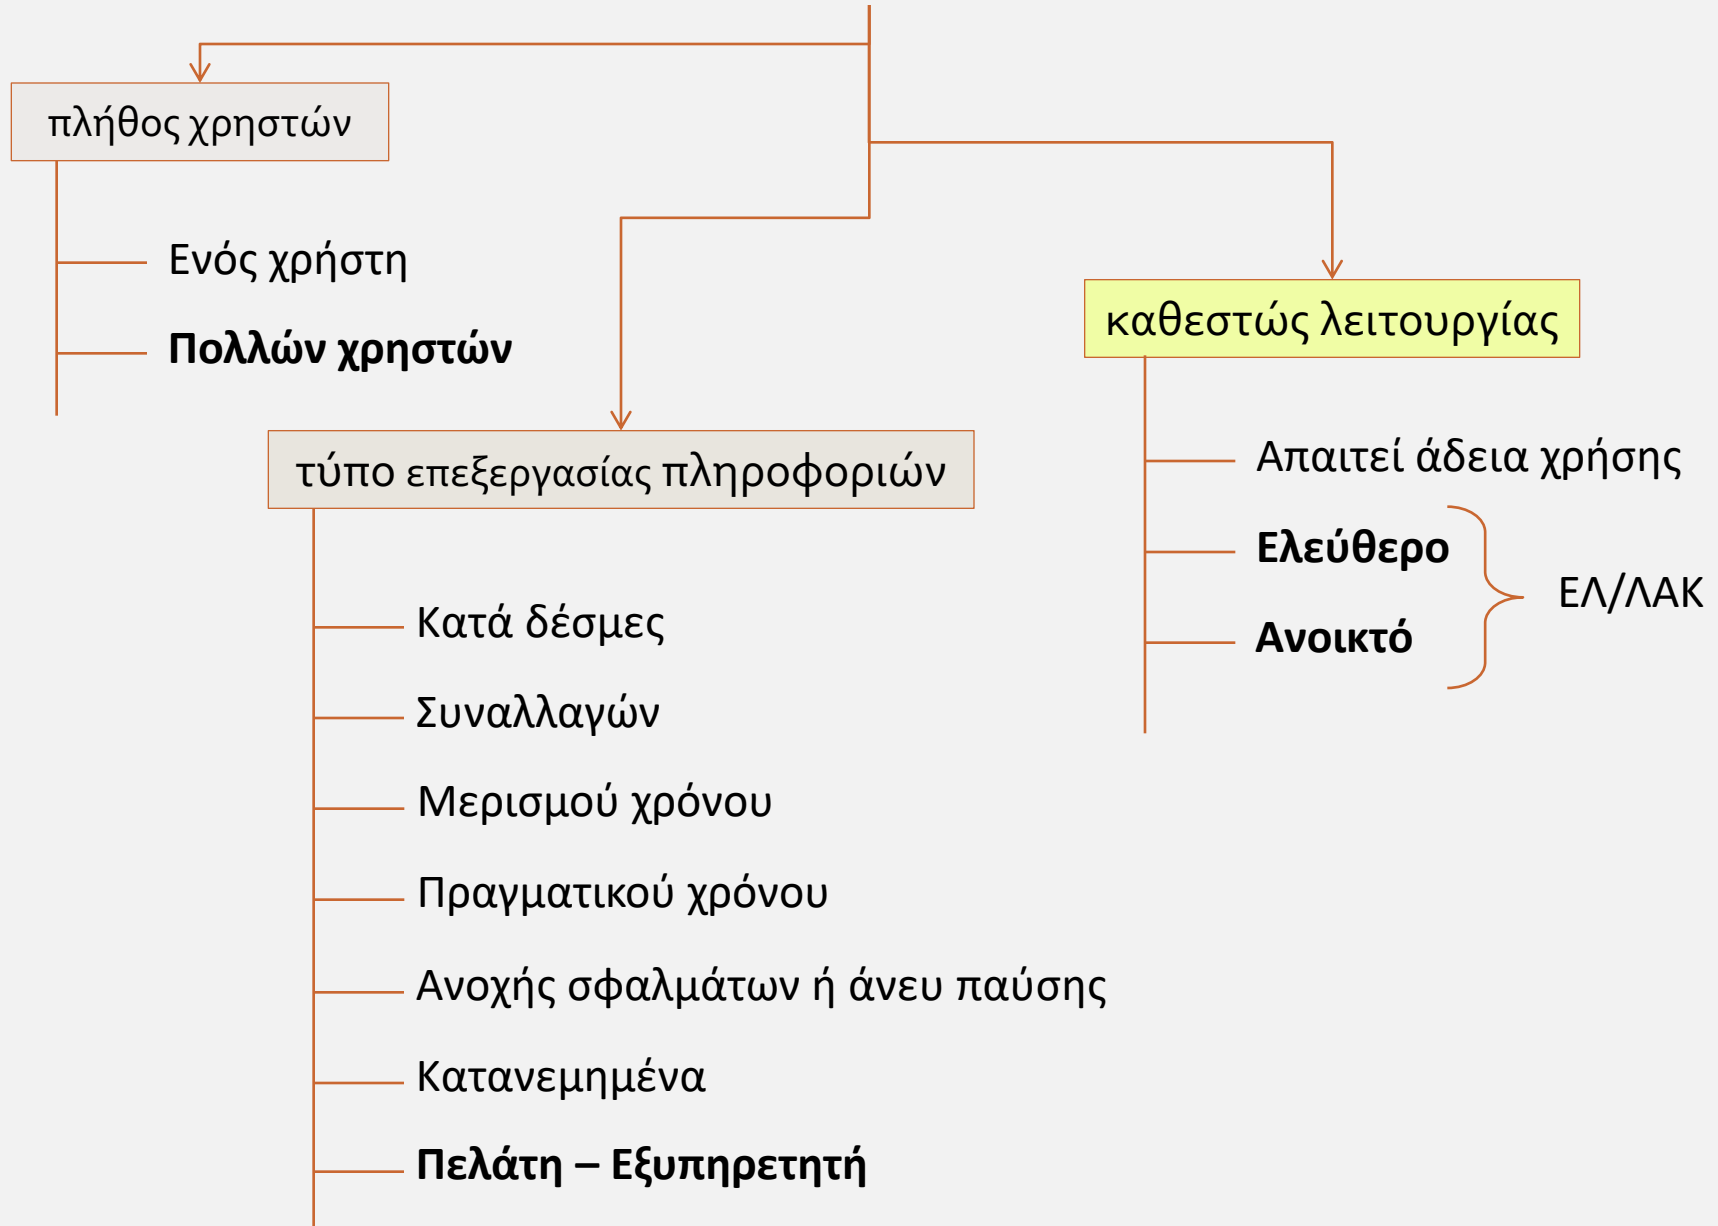 πλήθος χρηστών
Ενός χρήστη
Πολλών χρηστών
τύπο επεξεργασίας πληροφοριών
Κατά δέσμες
Συναλλαγών
Μερισμού χρόνου
Πραγματικού χρόνου
Ανοχής σφαλμάτων ή άνευ παύσης
Κατανεμημένα
Πελάτη – Εξυπηρετητή
καθεστώς λειτουργίας
Απαιτεί άδεια χρήσης
Ελεύθερο
Ανοικτό
ΕΛ/ΛΑΚ